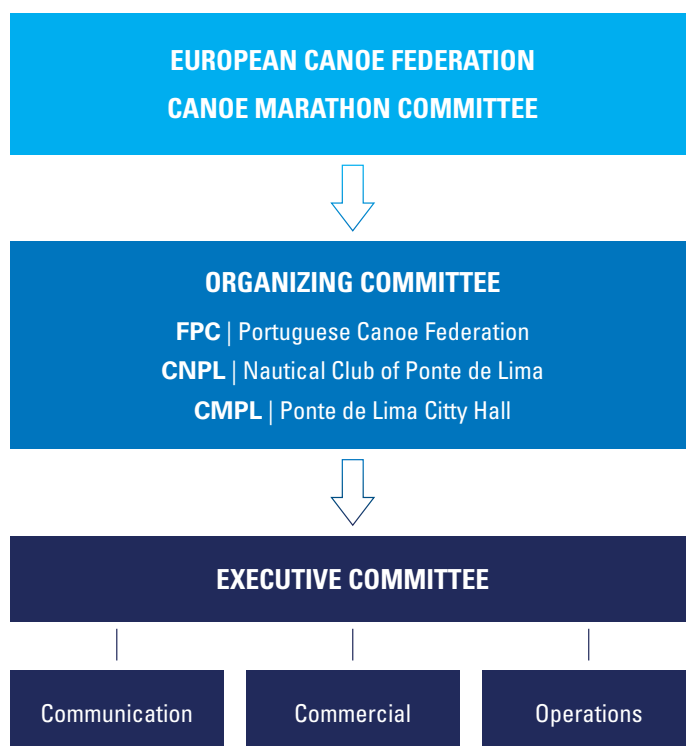 EUROPEAN CANOE FEDERATION
CANOE MARATHON COMMITTEE
ORGANIZING COMMITTEE
FPC | Portuguese Canoe Federation
CNPL | Nautical Club of Ponte de Lima
CMPL | Ponte de Lima Citty Hall
EXECUTIVE COMMITTEE
Communication
Commercial
Operations